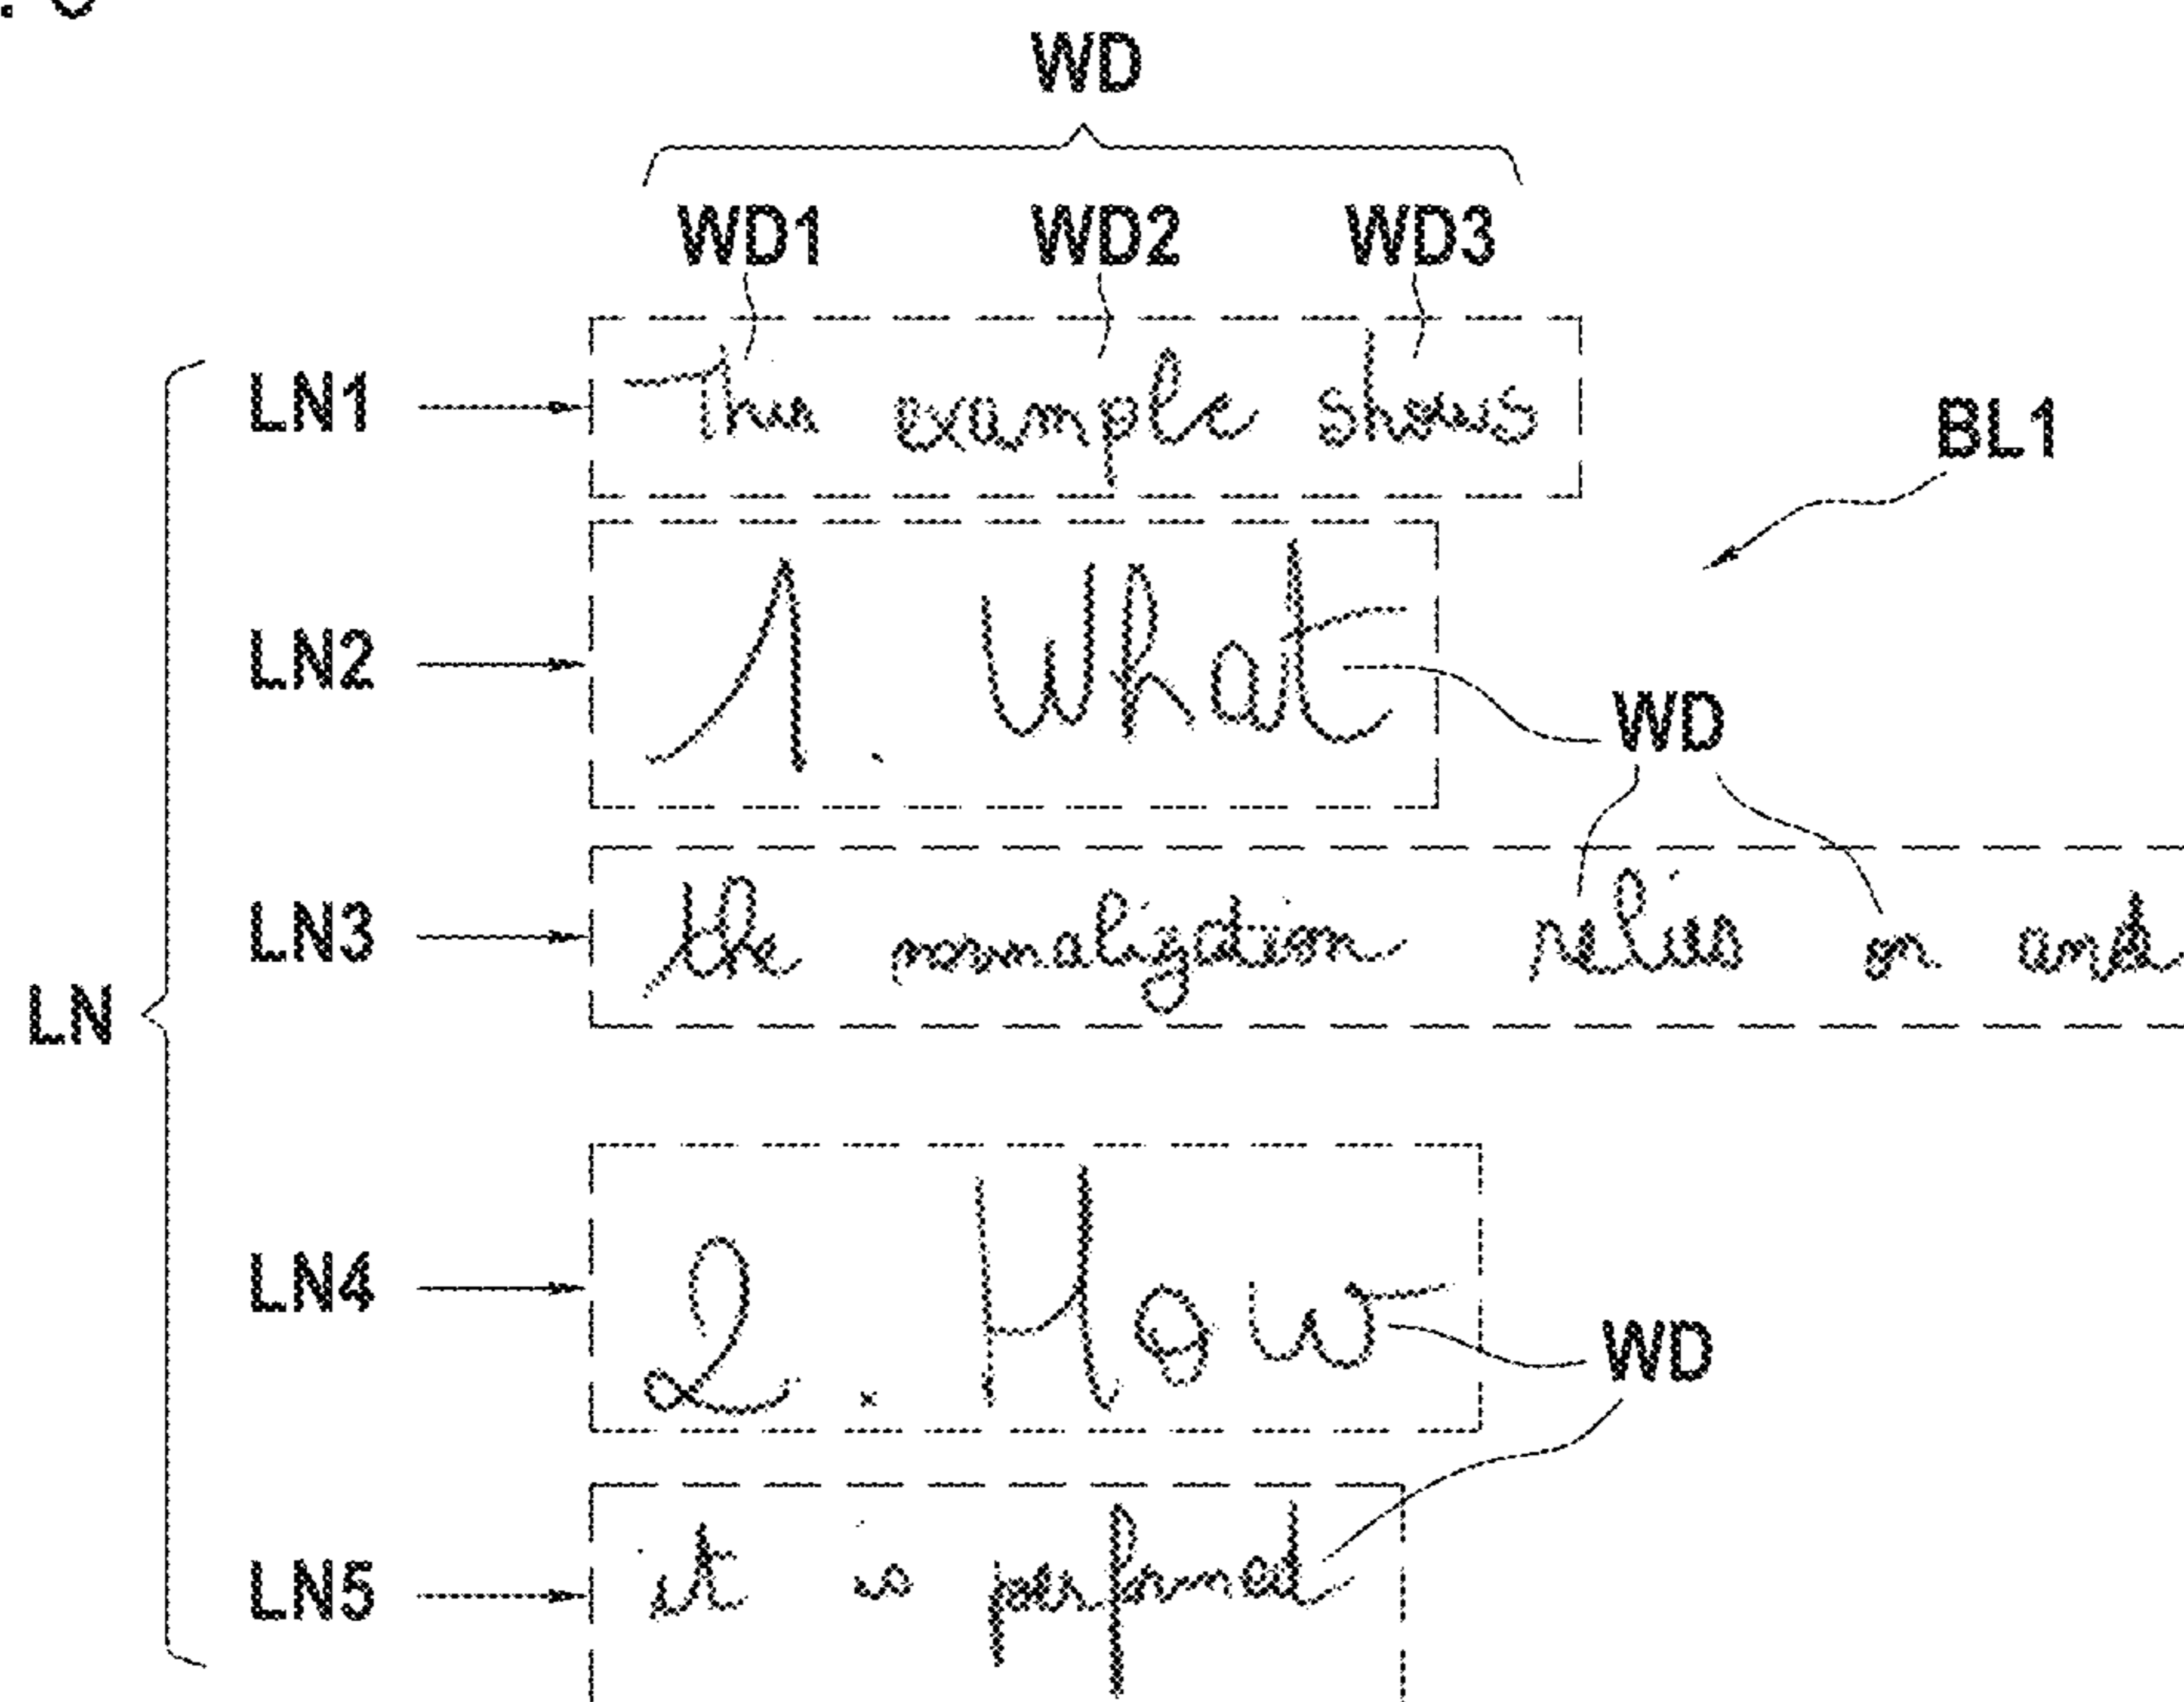 WD
WD1 WD2 WD3
LN1 This example shows
BL1
LN2 1. What
WD
LN3 the normalization relies on and
LN
LN4 2. How
WD
LN5 it is performed